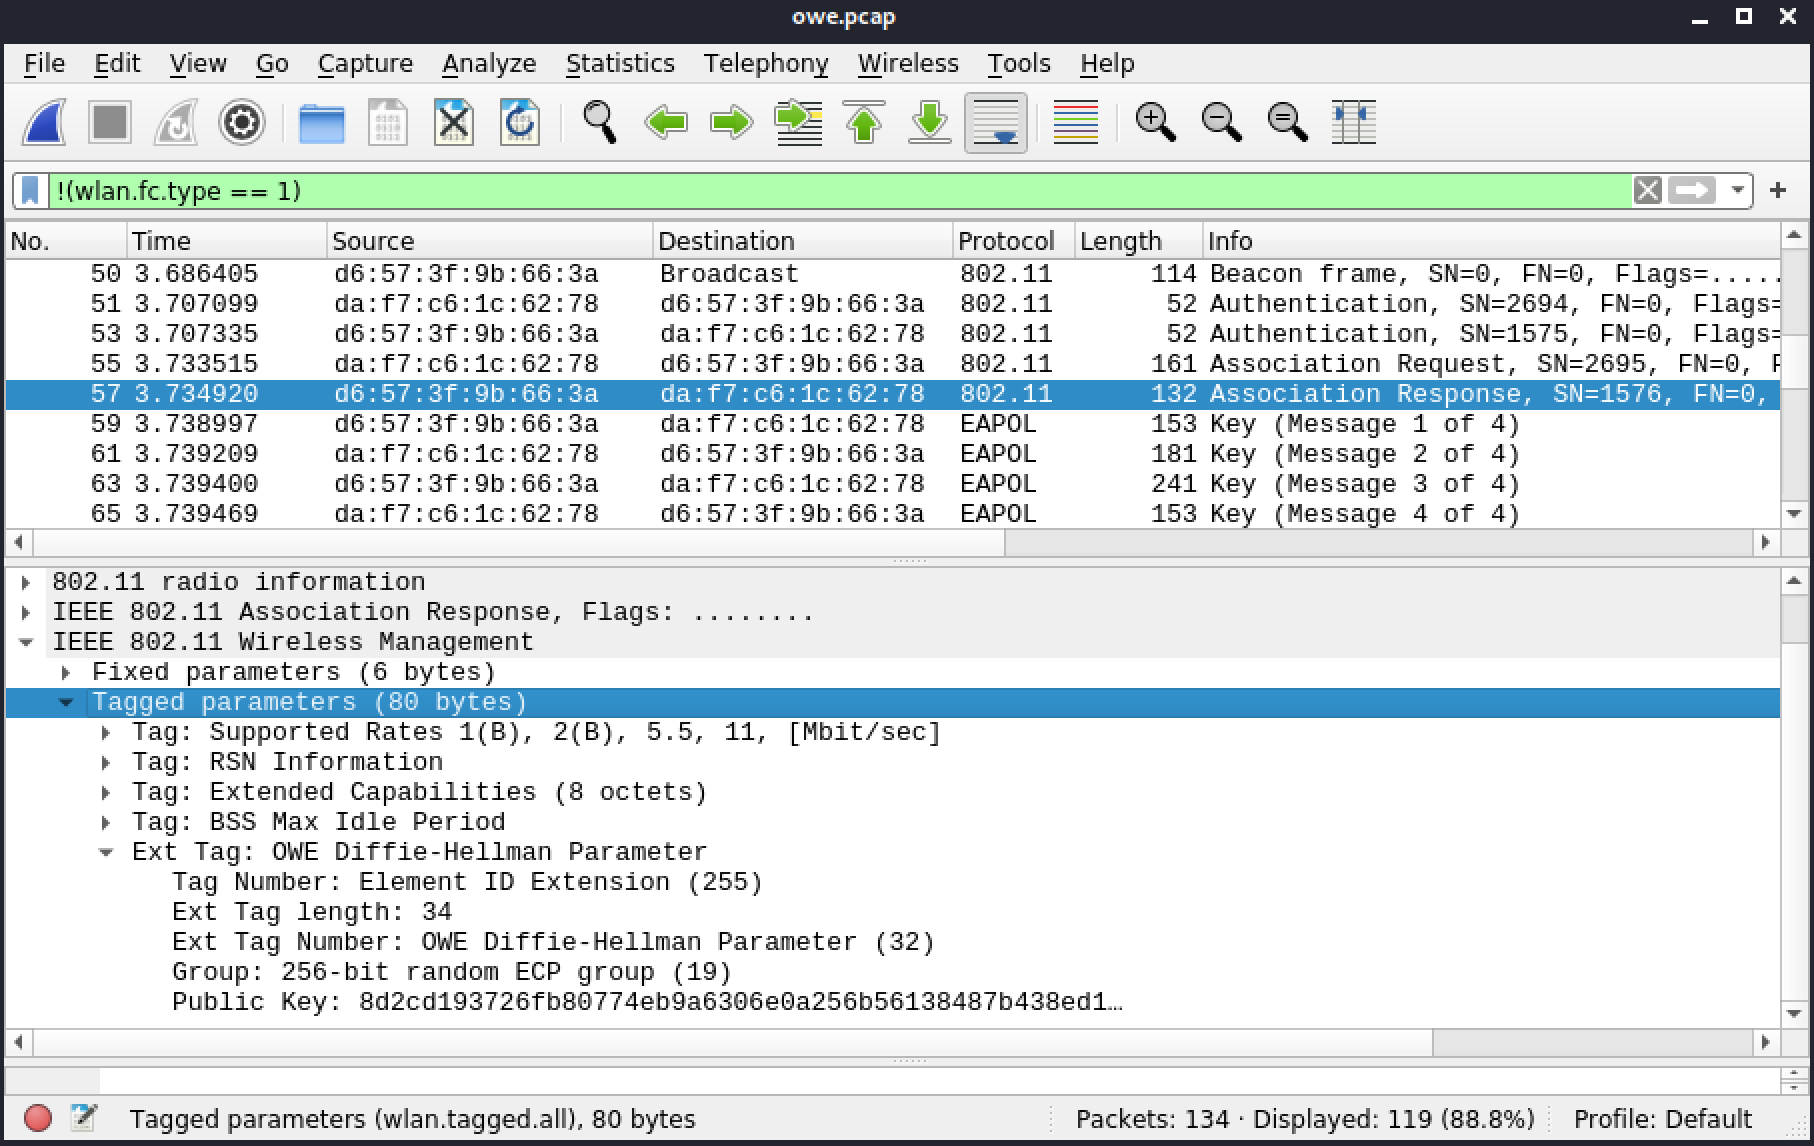 owe.pcap
File Edit View Go Capture Analyze Statistics Telephony Wireless Tools Help
!(wlan.fc.type == 1)
No. Time Source Destination Protocol Length Info
50 3.686405 d6:57:3f:9b:66:3a Broadcast 802.11 114 Beacon frame, SN=0, FN=0, Flags=.....
51 3.707099 da:f7:c6:1c:62:78 d6:57:3f:9b:66:3a 802.11 52 Authentication, SN=2694, FN=0, Flags=
53 3.707335 d6:57:3f:9b:66:3a da:f7:c6:1c:62:78 802.11 52 Authentication, SN=1575, FN=0, Flags=
55 3.733515 da:f7:c6:1c:62:78 d6:57:3f:9b:66:3a 802.11 161 Association Request, SN=2695, FN=0, F
57 3.734920 d6:57:3f:9b:66:3a da:f7:c6:1c:62:78 802.11 132 Association Response, SN=1576, FN=0,
59 3.738997 d6:57:3f:9b:66:3a da:f7:c6:1c:62:78 EAPOL 153 Key (Message 1 of 4)
61 3.739209 da:f7:c6:1c:62:78 d6:57:3f:9b:66:3a EAPOL 181 Key (Message 2 of 4)
63 3.739400 d6:57:3f:9b:66:3a da:f7:c6:1c:62:78 EAPOL 241 Key (Message 3 of 4)
65 3.739469 da:f7:c6:1c:62:78 d6:57:3f:9b:66:3a EAPOL 153 Key (Message 4 of 4)
802.11 radio information
IEEE 802.11 Association Response, Flags: ........
IEEE 802.11 Wireless Management
Fixed parameters (6 bytes)
Tagged parameters (80 bytes)
Tag: Supported Rates 1(B), 2(B), 5.5, 11, [Mbit/sec]
Tag: RSN Information
Tag: Extended Capabilities (8 octets)
Tag: BSS Max Idle Period
Ext Tag: OWE Diffie-Hellman Parameter
Tag Number: Element ID Extension (255)
Ext Tag length: 34
Ext Tag Number: OWE Diffie-Hellman Parameter (32)
Group: 256-bit random ECP group (19)
Public Key: 8d2cd193726fb80774eb9a6306e0a256b56138487b438ed1…
Tagged parameters (wlan.tagged.all), 80 bytes Packets: 134 · Displayed: 119 (88.8%) Profile: Default